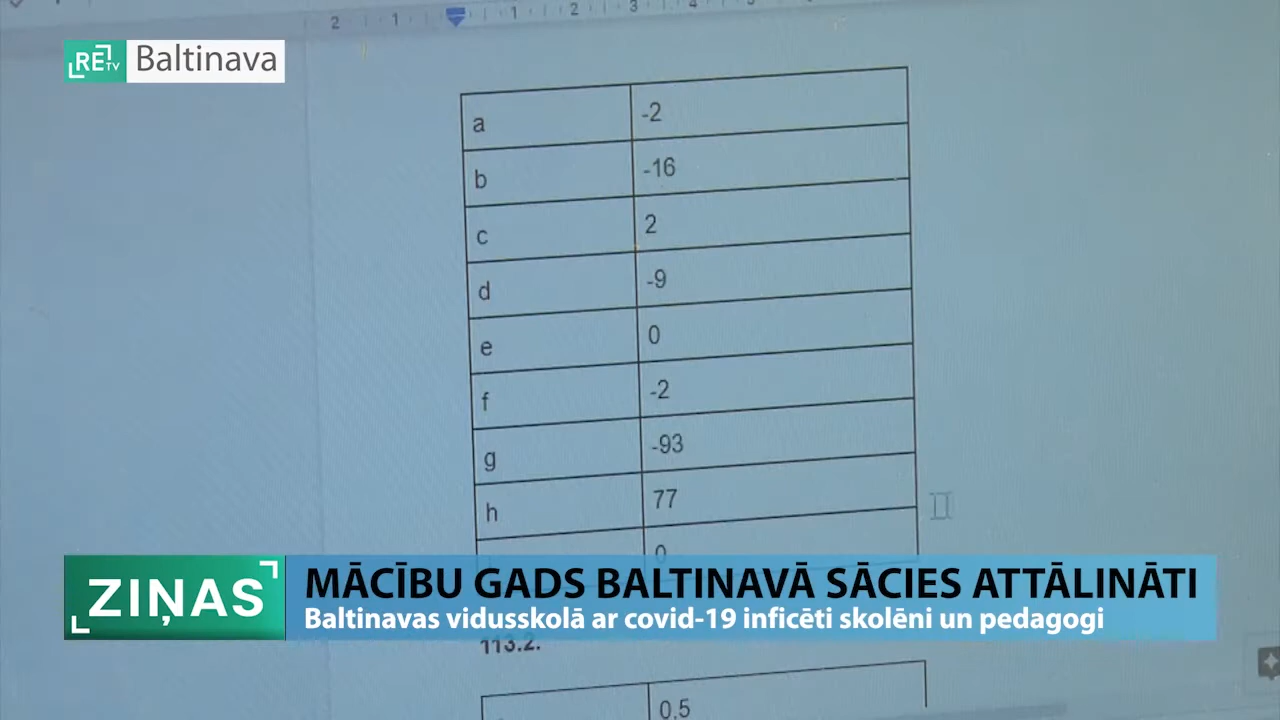 2 1 1 2 3 4
RE TV Baltinava
a -2
b -16
c 2
d -9
e 0
f -2
g -93
h 77
0
ZIŅAS
MĀCĪBU GADS BALTINAVĀ SĀCIES ATTĀLINĀTI
Baltinavas vidusskolā ar covid-19 inficēti skolēni un pedagogi
113.2.
0,5